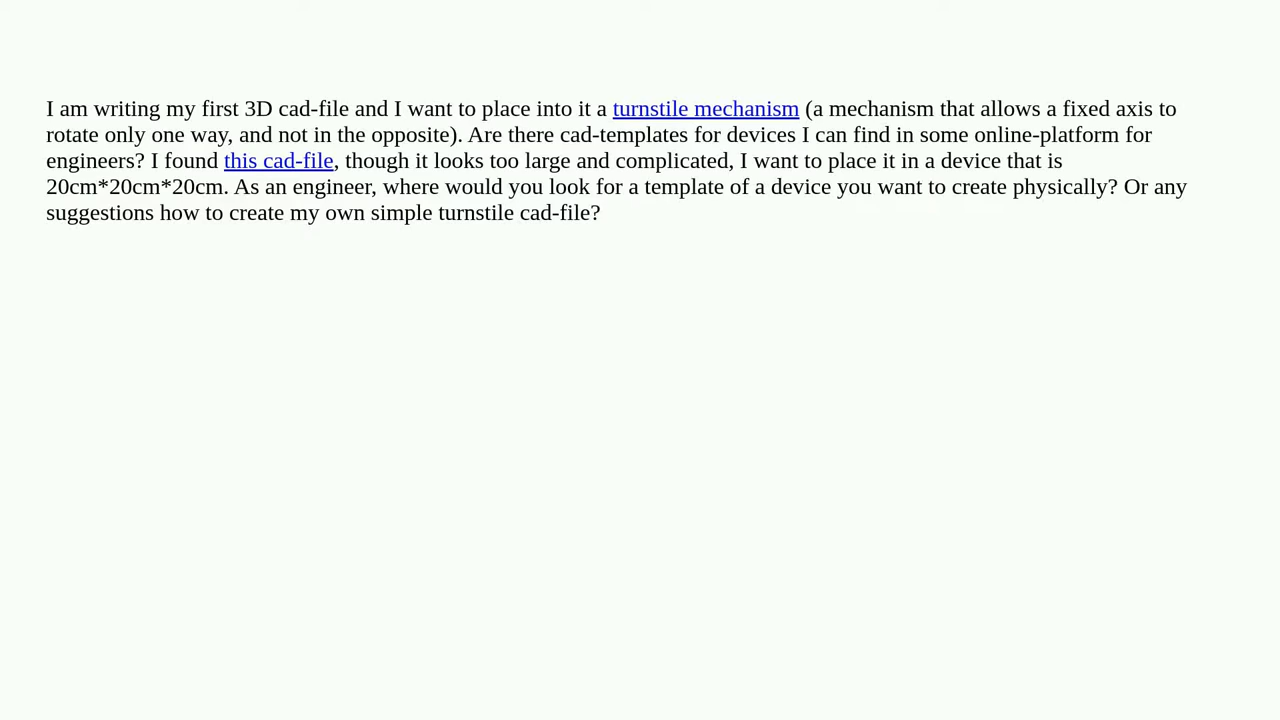 I am writing my first 3D cad-file and I want to place into it a turnstile mechanism (a mechanism that allows a fixed axis to
rotate only one way, and not in the opposite). Are there cad-templates for devices I can find in some online-platform for
engineers? I found this cad-file, though it looks too large and complicated, I want to place it in a device that is
20cm*20cm*20cm. As an engineer, where would you look for a template of a device you want to create physically? Or any
suggestions how to create my own simple turnstile cad-file?